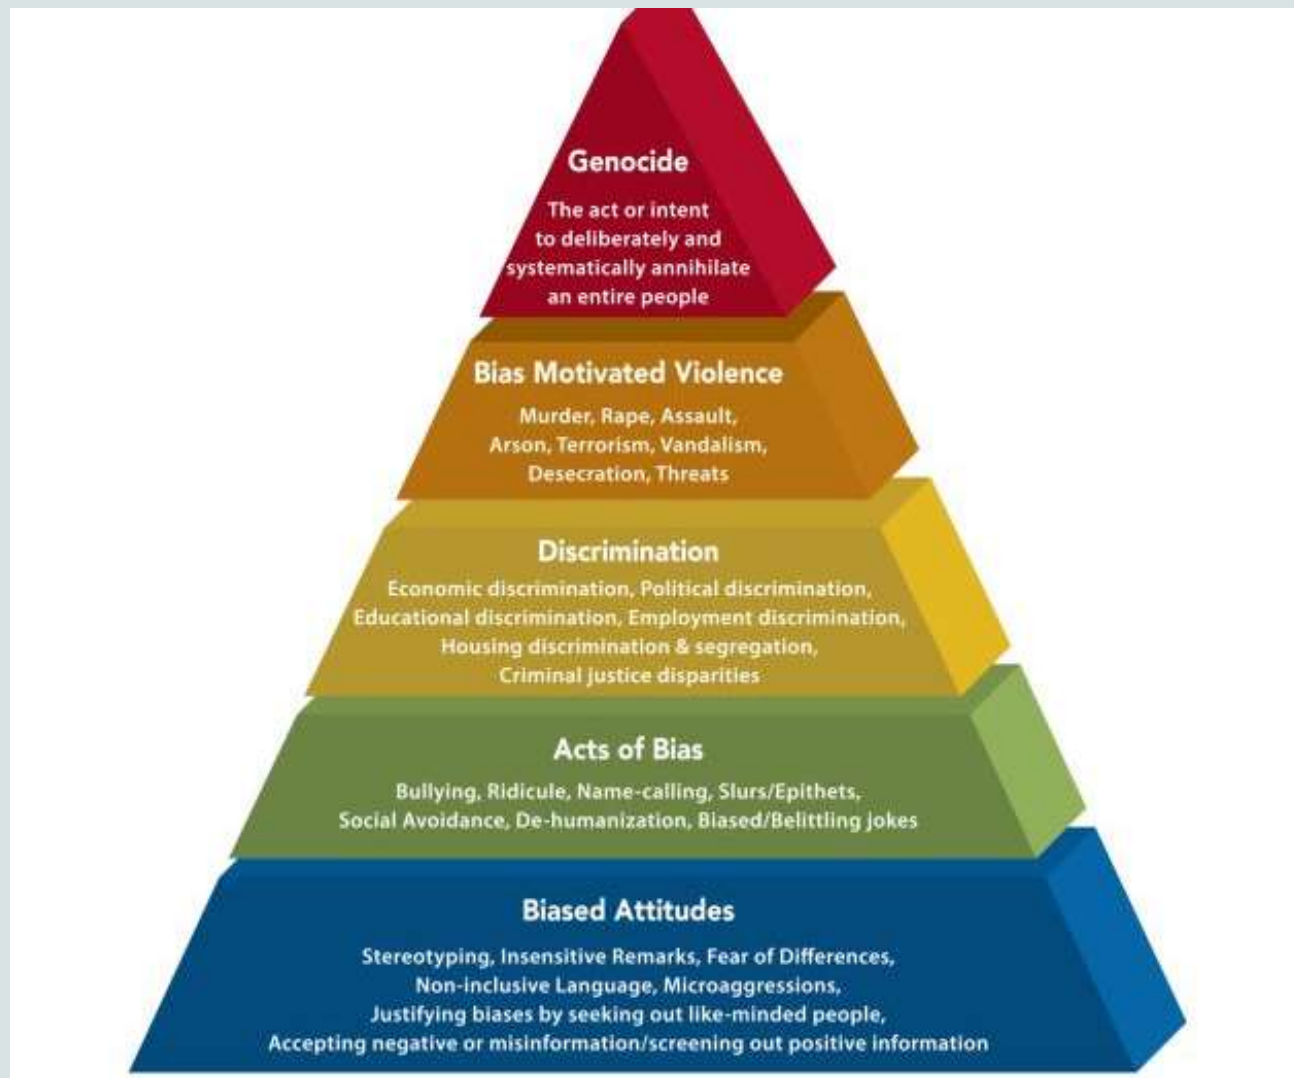 Genocide
The act or intent
to deliberately and
systematically annihilate
an entire people
Bias Motivated Violence
Murder, Rape, Assault,
Arson, Terrorism, Vandalism,
Desecration, Threats
Discrimination
Economic discrimination, Political discrimination,
Educational discrimination, Employment discrimination,
Housing discrimination & segregation,
Criminal justice disparities
Acts of Bias
Bullying, Ridicule, Name-calling, Slurs/Epithets,
Social Avoidance, De-humanization, Biased/Belittling jokes
Biased Attitudes
Stereotyping, Insensitive Remarks, Fear of Differences,
Non-inclusive Language, Microaggressions,
Justifying biases by seeking out like-minded people,
Accepting negative or misinformation/screening out positive information